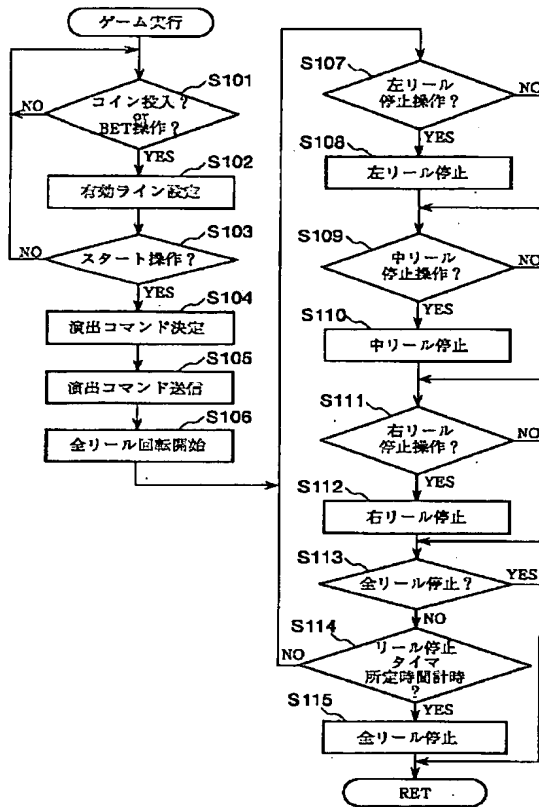 ゲーム実行
S101
コイン投入?
or
BET操作?
NO
YES
S102
有効ライン設定
S103
スタート操作?
NO
YES
S104
演出コマンド決定
S105
演出コマンド送信
S106
全リール回転開始
S107
左リール
停止操作?
NO
YES
S108
左リール停止
S109
中リール
停止操作?
NO
YES
S110
中リール停止
S111
右リール
停止操作?
NO
YES
S112
右リール停止
S113
全リール停止?
YES
NO
S114
リール停止
タイマ
所定時間計時
?
NO
YES
S115
全リール停止
RET